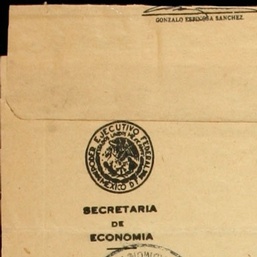 GONZALO ESPINOSA SANCHEZ.
PODER EJECUTIVO FEDERAL
MEXICO D F
SECRETARIA
DE
ECONOMIA